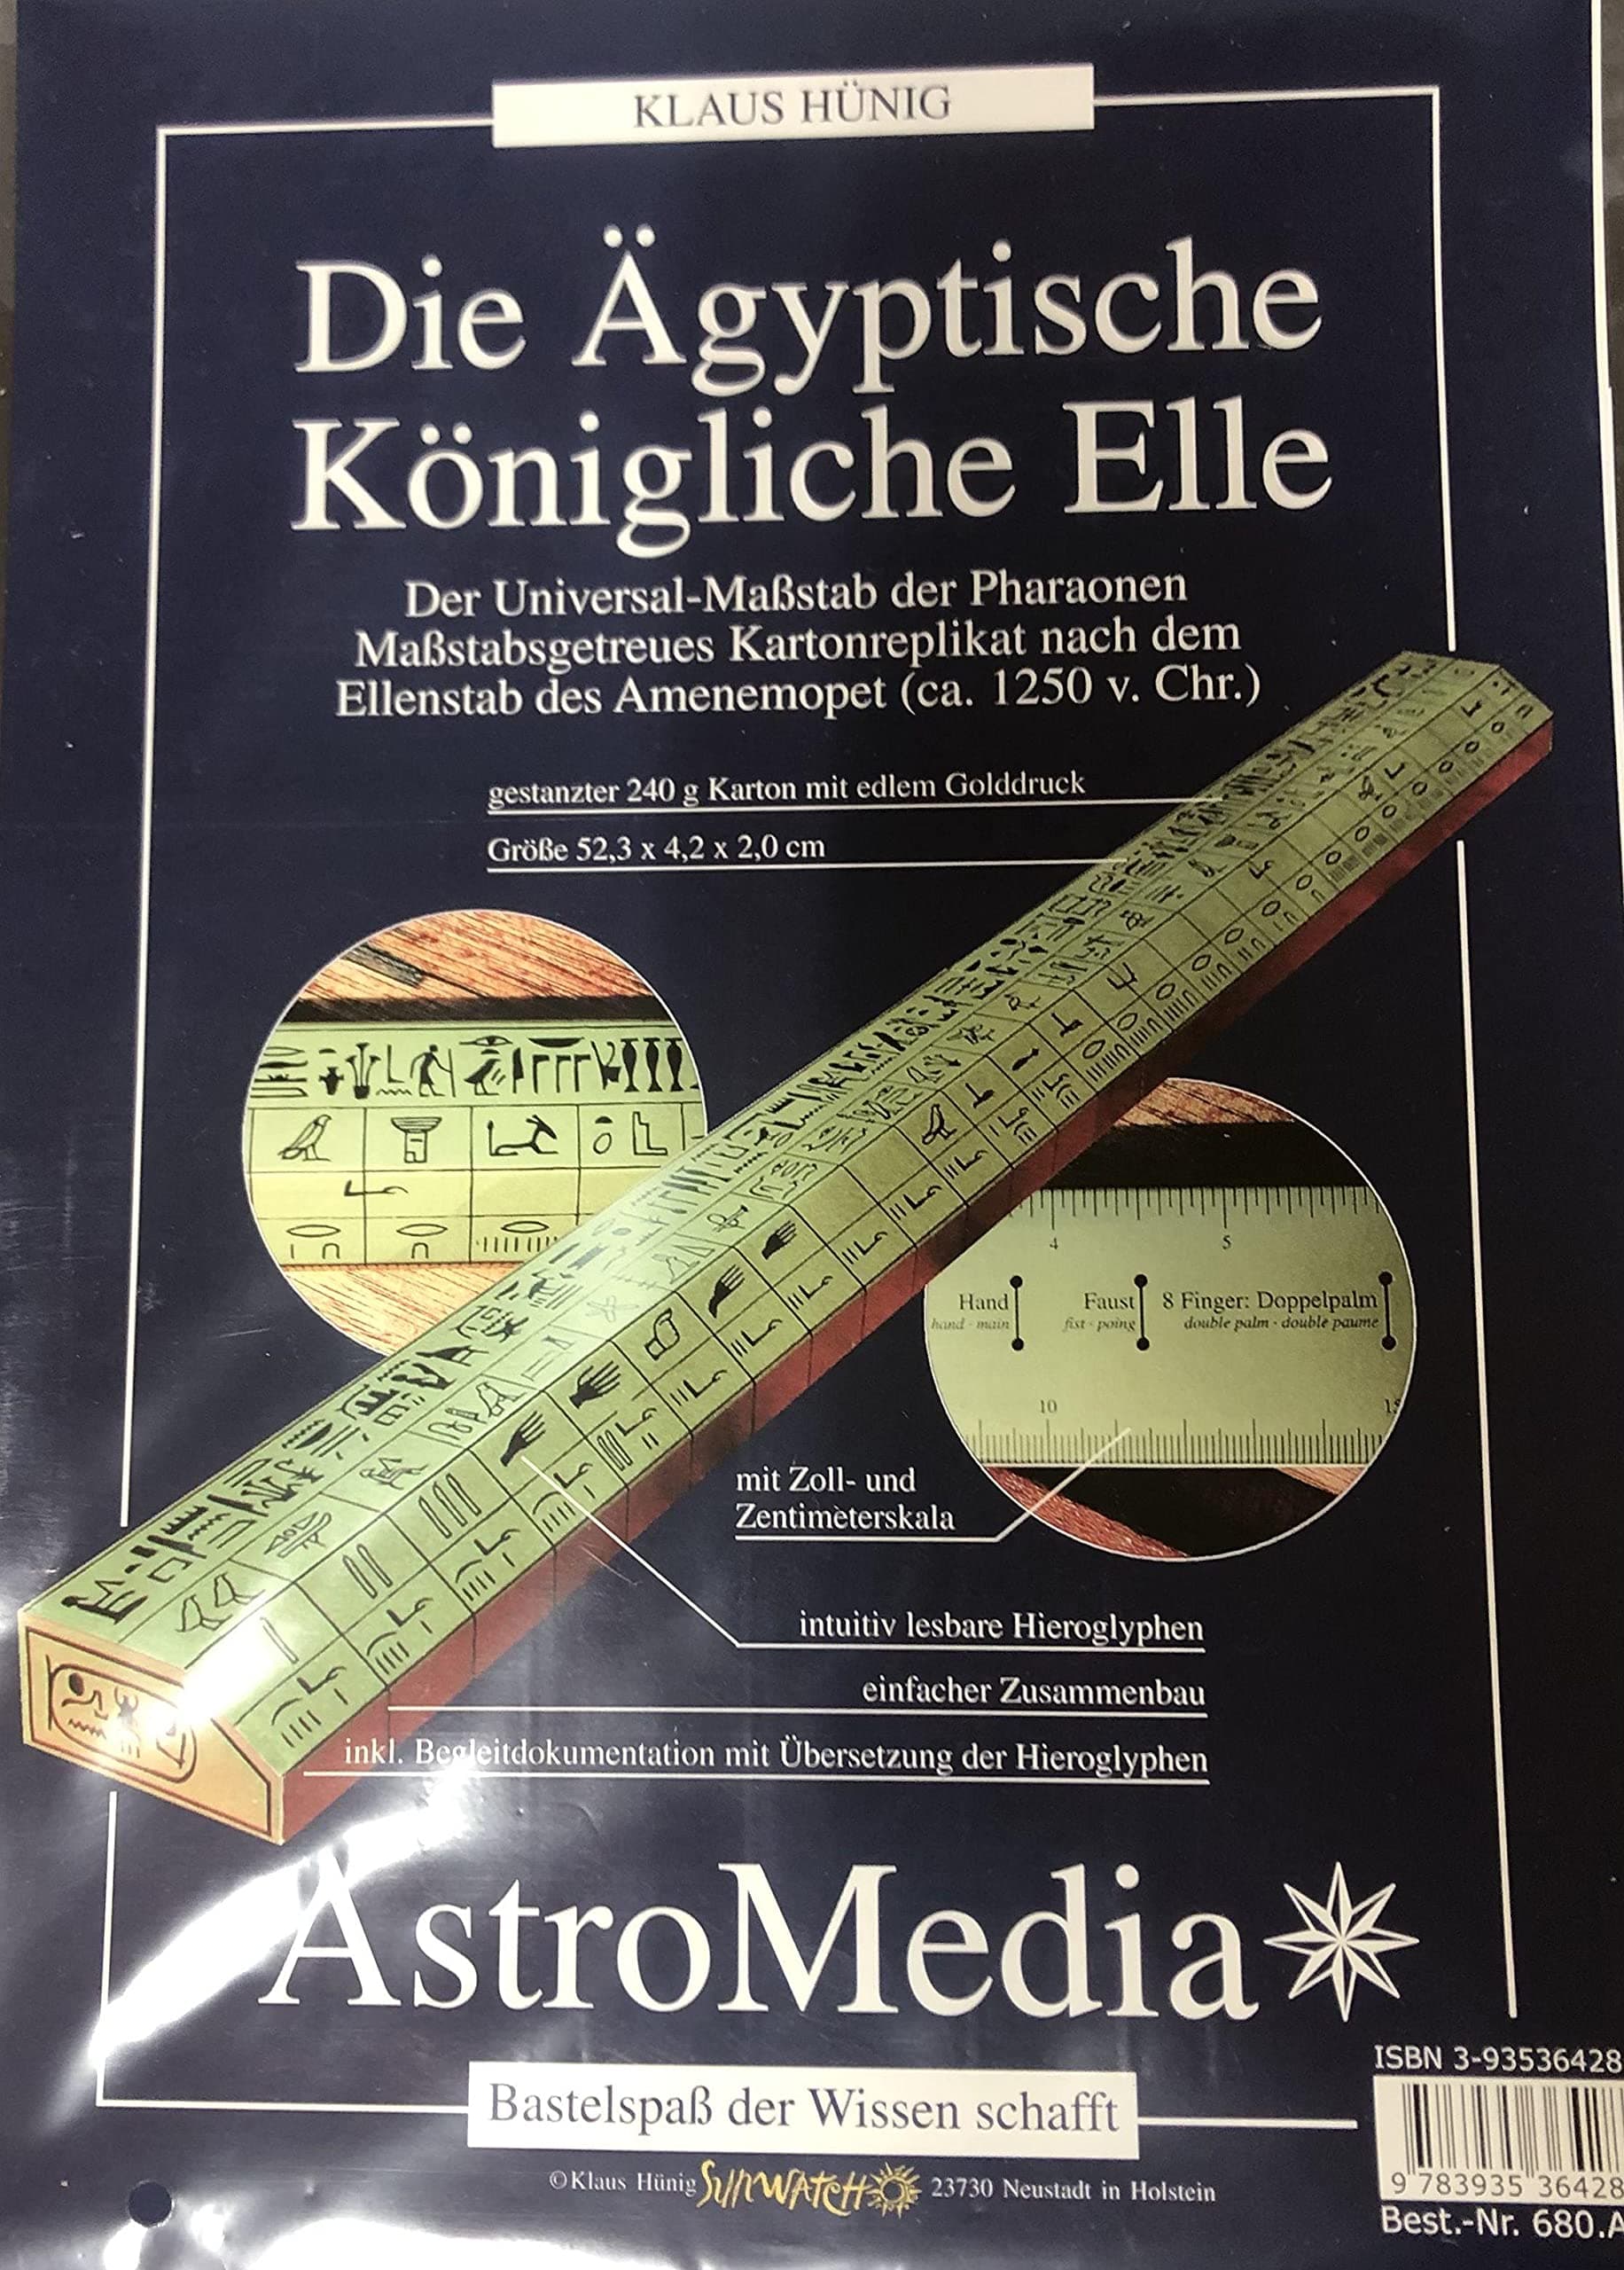 KLAUS HÜNIG
Die Ägyptische
Königliche Elle
Der Universal-Maßstab der Pharaonen
Maßstabsgetreues Kartonreplikat nach dem
Ellenstab des Amenemopet (ca. 1250 v. Chr.)
gestanzter 240 g Karton mit edlem Golddruck
Größe 52,3 x 4,2 x 2,0 cm
4 5
Hand Faust 8 Finger: Doppelpalm
hand - main fist - poing double palm - double paume
10 15
mit Zoll- und
Zentimeterskala
intuitiv lesbare Hieroglyphen
einfacher Zusammenbau
inkl. Begleitdokumentation mit Übersetzung der Hieroglyphen
AstroMedia
Bastelspaß der Wissen schafft
©Klaus Hünig SUNWATCH 23730 Neustadt in Holstein
ISBN 3-93536428
9 783935 36428
Best.-Nr. 680.A